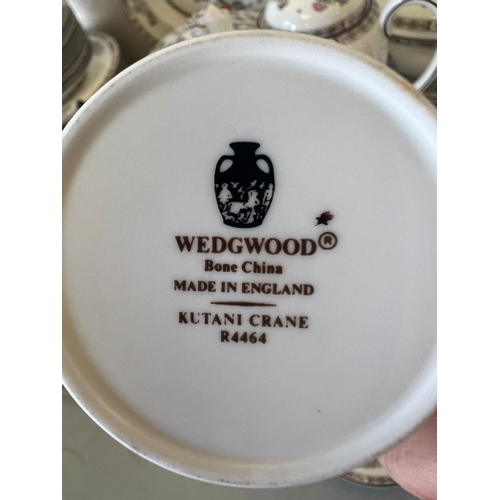 WEDGWOOD®
Bone China
MADE IN ENGLAND
KUTANI CRANE
R4464